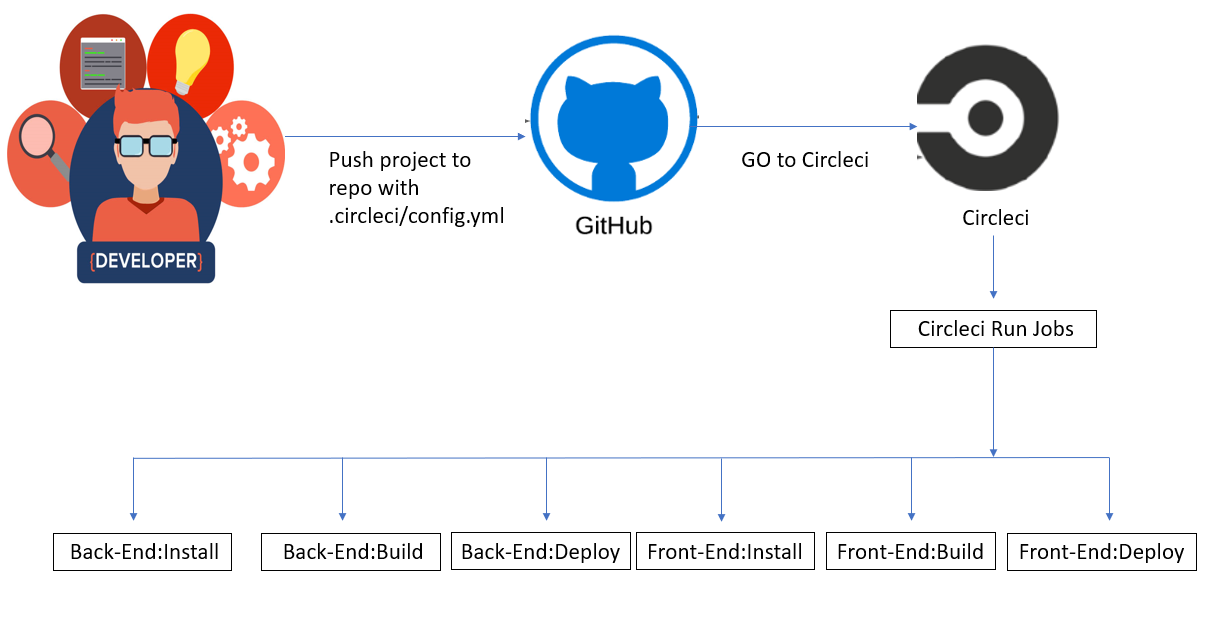 {DEVELOPER}
Push project to
repo with
.circleci/config.yml
GitHub
GO to Circleci
Circleci
Circleci Run Jobs
Back-End:Install
Back-End:Build
Back-End:Deploy
Front-End:Install
Front-End:Build
Front-End:Deploy